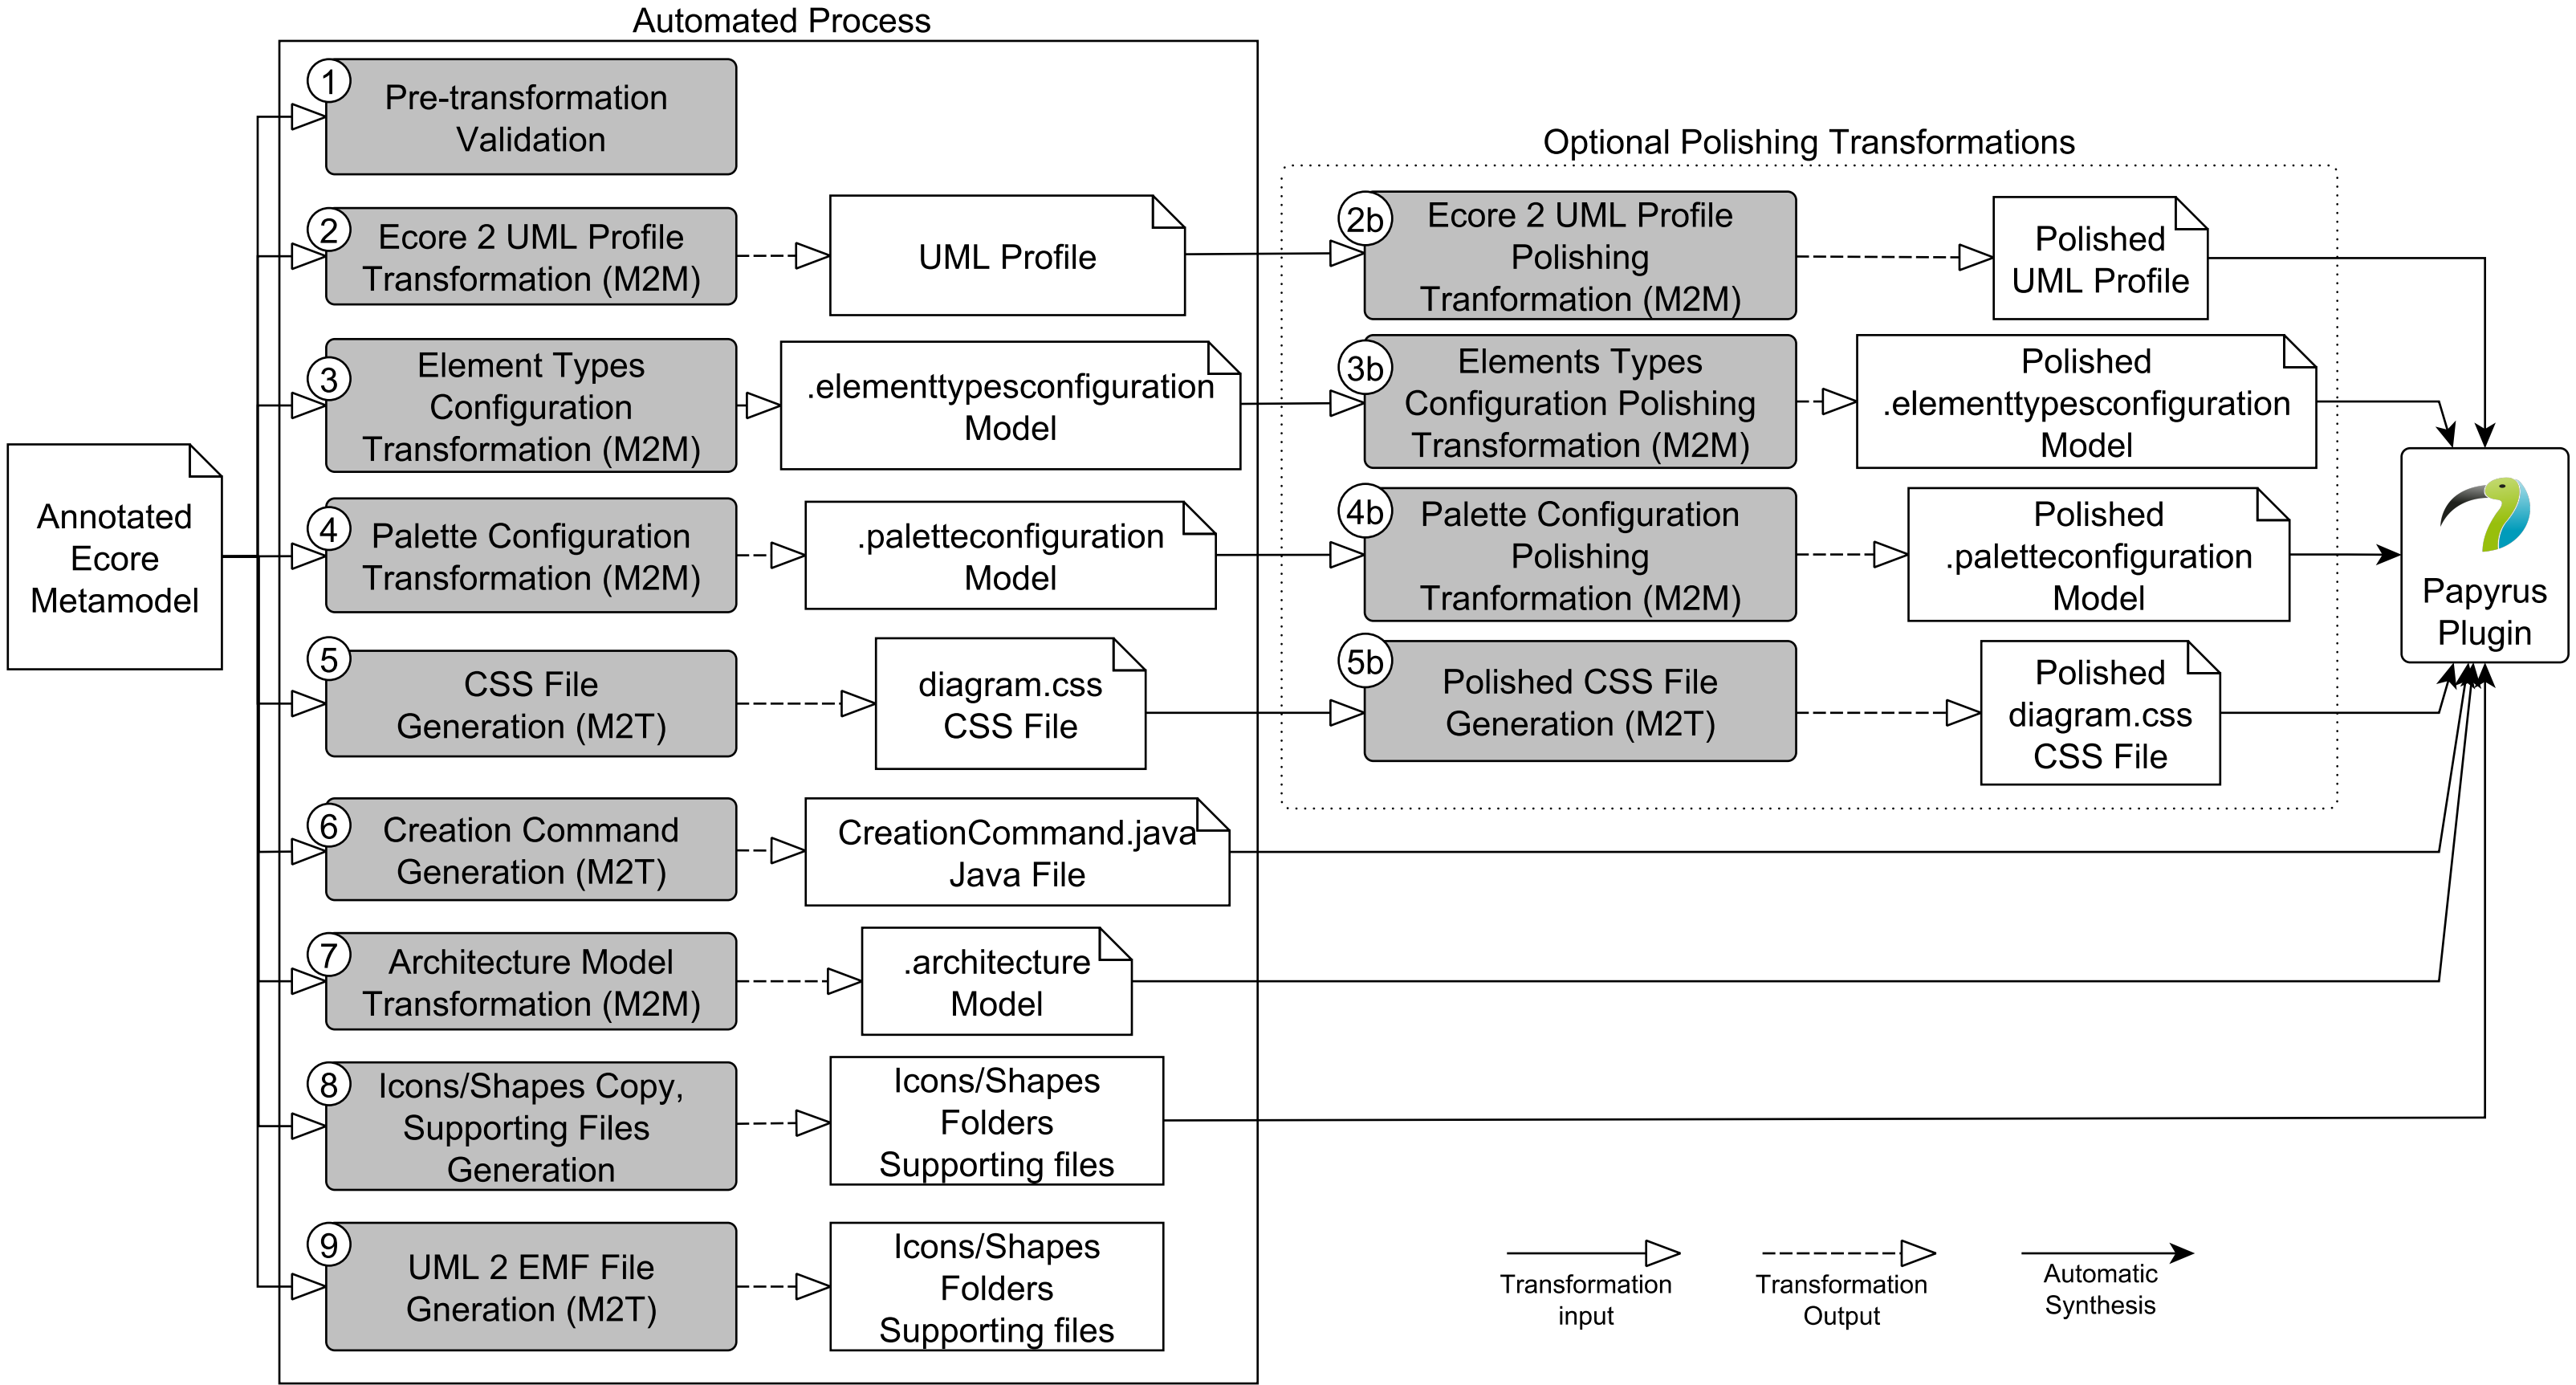 Automated Process
1
Pre-transformation
Validation
2
Ecore 2 UML Profile
Transformation (M2M)
UML Profile
3
Element Types
Configuration
Transformation (M2M)
.elementtypesconfiguration
Model
Annotated
Ecore
Metamodel
4
Palette Configuration
Transformation (M2M)
.paletteconfiguration
Model
5
CSS File
Generation (M2T)
diagram.css
CSS File
6
Creation Command
Generation (M2T)
CreationCommand.java
Java File
7
Architecture Model
Transformation (M2M)
.architecture
Model
8
Icons/Shapes Copy,
Supporting Files
Generation
Icons/Shapes
Folders
Supporting files
9
UML 2 EMF File
Gneration (M2T)
Icons/Shapes
Folders
Supporting files
Optional Polishing Transformations
2b
Ecore 2 UML Profile
Polishing
Tranformation (M2M)
Polished
UML Profile
3b
Elements Types
Configuration Polishing
Transformation (M2M)
Polished
.elementtypesconfiguration
Model
4b
Palette Configuration
Polishing
Tranformation (M2M)
Polished
.paletteconfiguration
Model
5b
Polished CSS File
Generation (M2T)
Polished
diagram.css
CSS File
Papyrus
Plugin
Transformation
input
Transformation
Output
Automatic
Synthesis